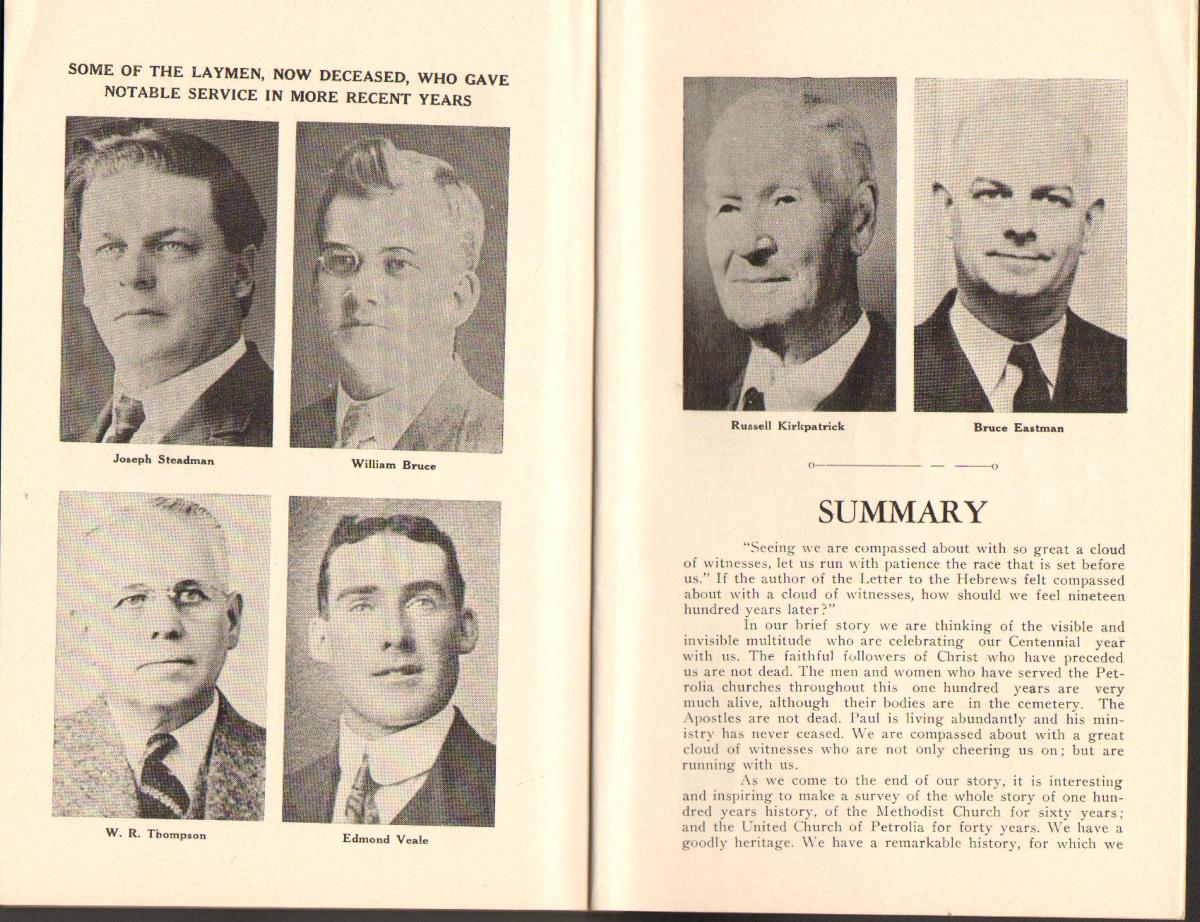 SOME OF THE LAYMEN, NOW DECEASED, WHO GAVE
NOTABLE SERVICE IN MORE RECENT YEARS
Joseph Steadman
William Bruce
W. R. Thompson
Edmond Veale
Russell Kirkpatrick
Bruce Eastman
SUMMARY
"Seeing we are compassed about with so great a cloud
of witnesses, let us run with patience the race that is set before
us." If the author of the Letter to the Hebrews felt compassed
about with a cloud of witnesses, how should we feel nineteen
hundred years later?"
In our brief story we are thinking of the visible and
invisible multitude who are celebrating our Centennial year
with us. The faithful followers of Christ who have preceded
us are not dead. The men and women who have served the Pet-
rolia churches throughout this one hundred years are very
much alive, although their bodies are in the cemetery. The
Apostles are not dead. Paul is living abundantly and his min-
istry has never ceased. We are compassed about with a great
cloud of witnesses who are not only cheering us on; but are
running with us.
As we come to the end of our story, it is interesting
and inspiring to make a survey of the whole story of one hun-
dred years history, of the Methodist Church for sixty years;
and the United Church of Petrolia for forty years. We have a
goodly heritage. We have a remarkable history, for which we